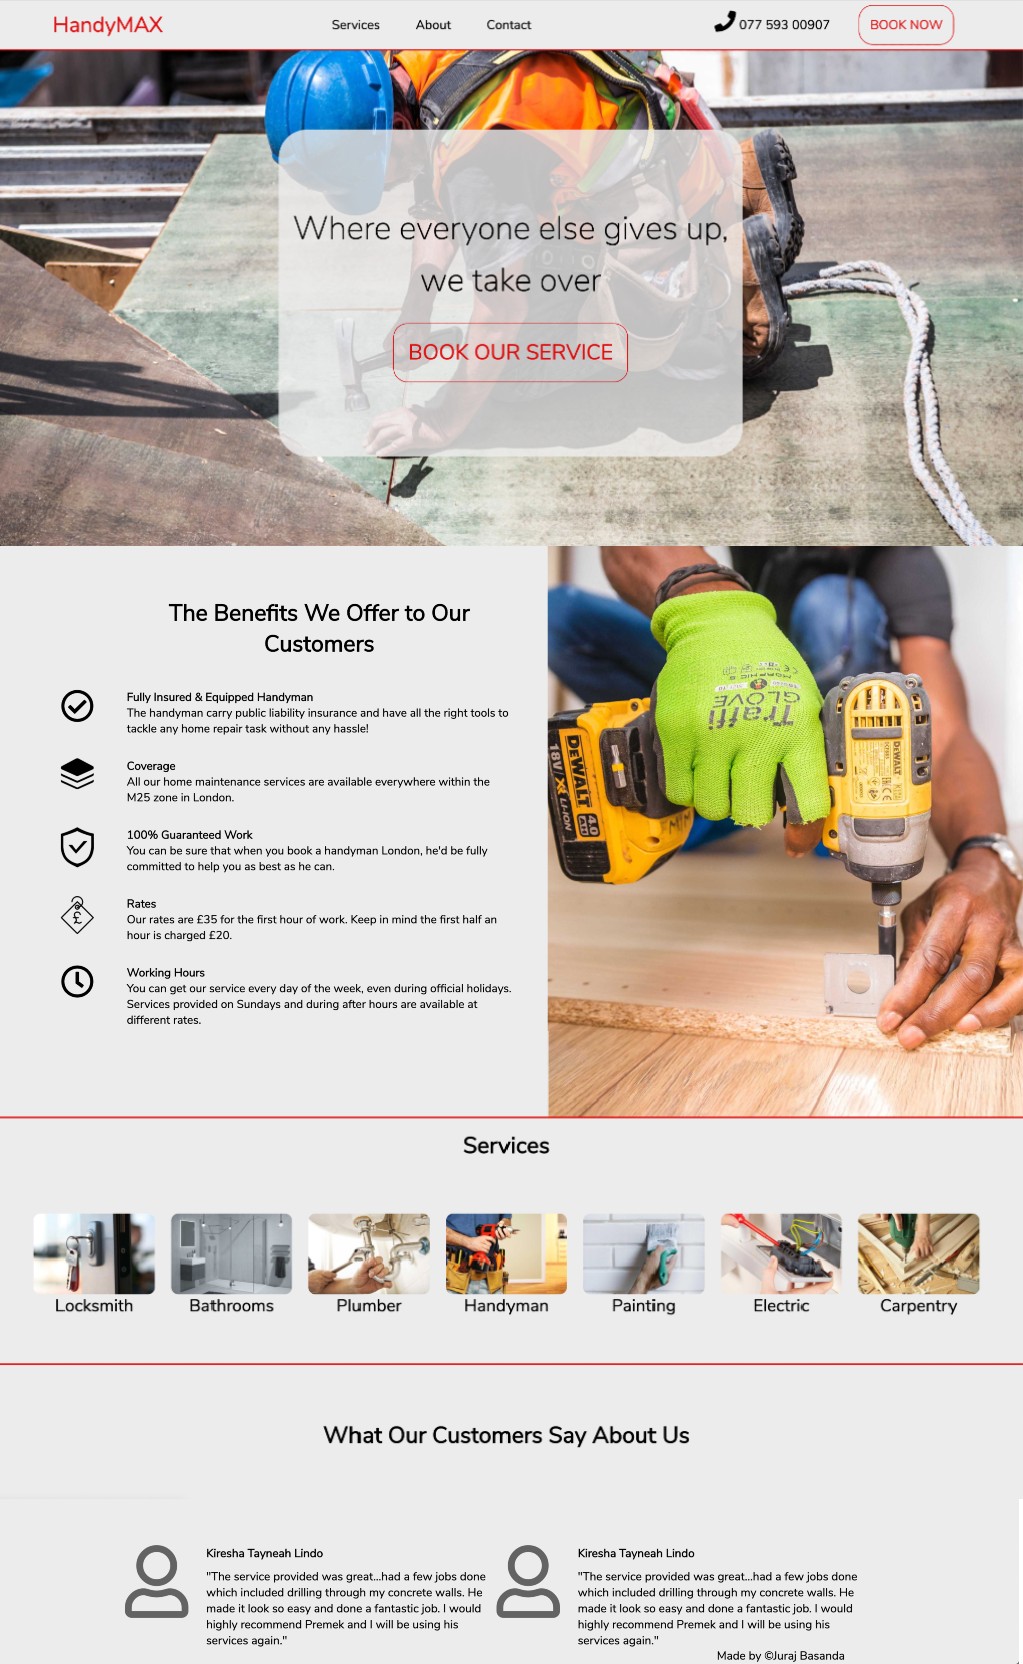 HandyMAX
Services
About
Contact
077 593 00907
BOOK NOW
Where everyone else gives up,
we take over
BOOK OUR SERVICE
The Benefits We Offer to Our
Customers
Fully Insured & Equipped Handyman
The handyman carry public liability insurance and have all the right tools to
tackle any home repair task without any hassle!
Coverage
All our home maintenance services are available everywhere within the
M25 zone in London.
100% Guaranteed Work
You can be sure that when you book a handyman London, he'd be fully
committed to help you as best as he can.
£
Rates
Our rates are £35 for the first hour of work. Keep in mind the first half an
hour is charged £20.
Working Hours
You can get our service every day of the week, even during official holidays.
Services provided on Sundays and during after hours are available at
different rates.
Traffi
GLOVE
DEWALT
18V XR LI-ION
4.0
DEWALT
Services
Locksmith
Bathrooms
Plumber
Handyman
Painting
Electric
Carpentry
What Our Customers Say About Us
Kiresha Tayneah Lindo
"The service provided was great...had a few jobs done
which included drilling through my concrete walls. He
made it look so easy and done a fantastic job. I would
highly recommend Premek and I will be using his
services again."
Kiresha Tayneah Lindo
"The service provided was great...had a few jobs done
which included drilling through my concrete walls. He
made it look so easy and done a fantastic job. I would
highly recommend Premek and I will be using his
services again."
Made by ©Juraj Basanda